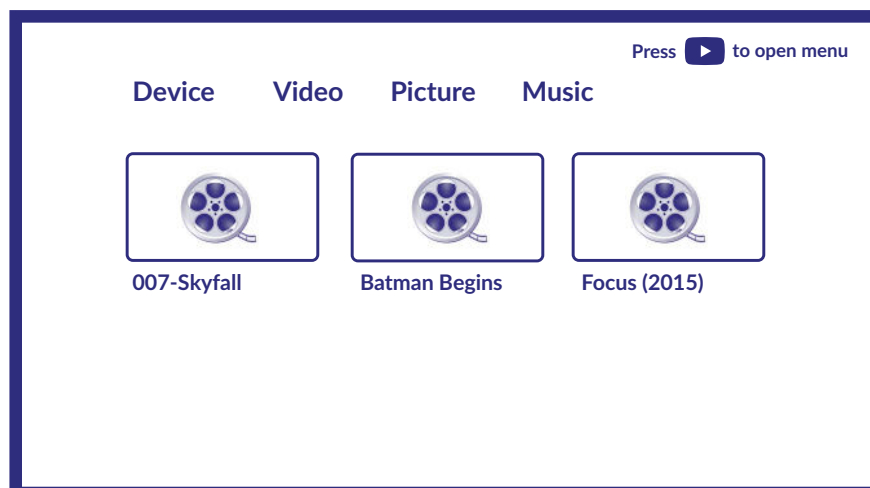 Press to open menu
Device Video Picture Music
007-Skyfall Batman Begins Focus (2015)